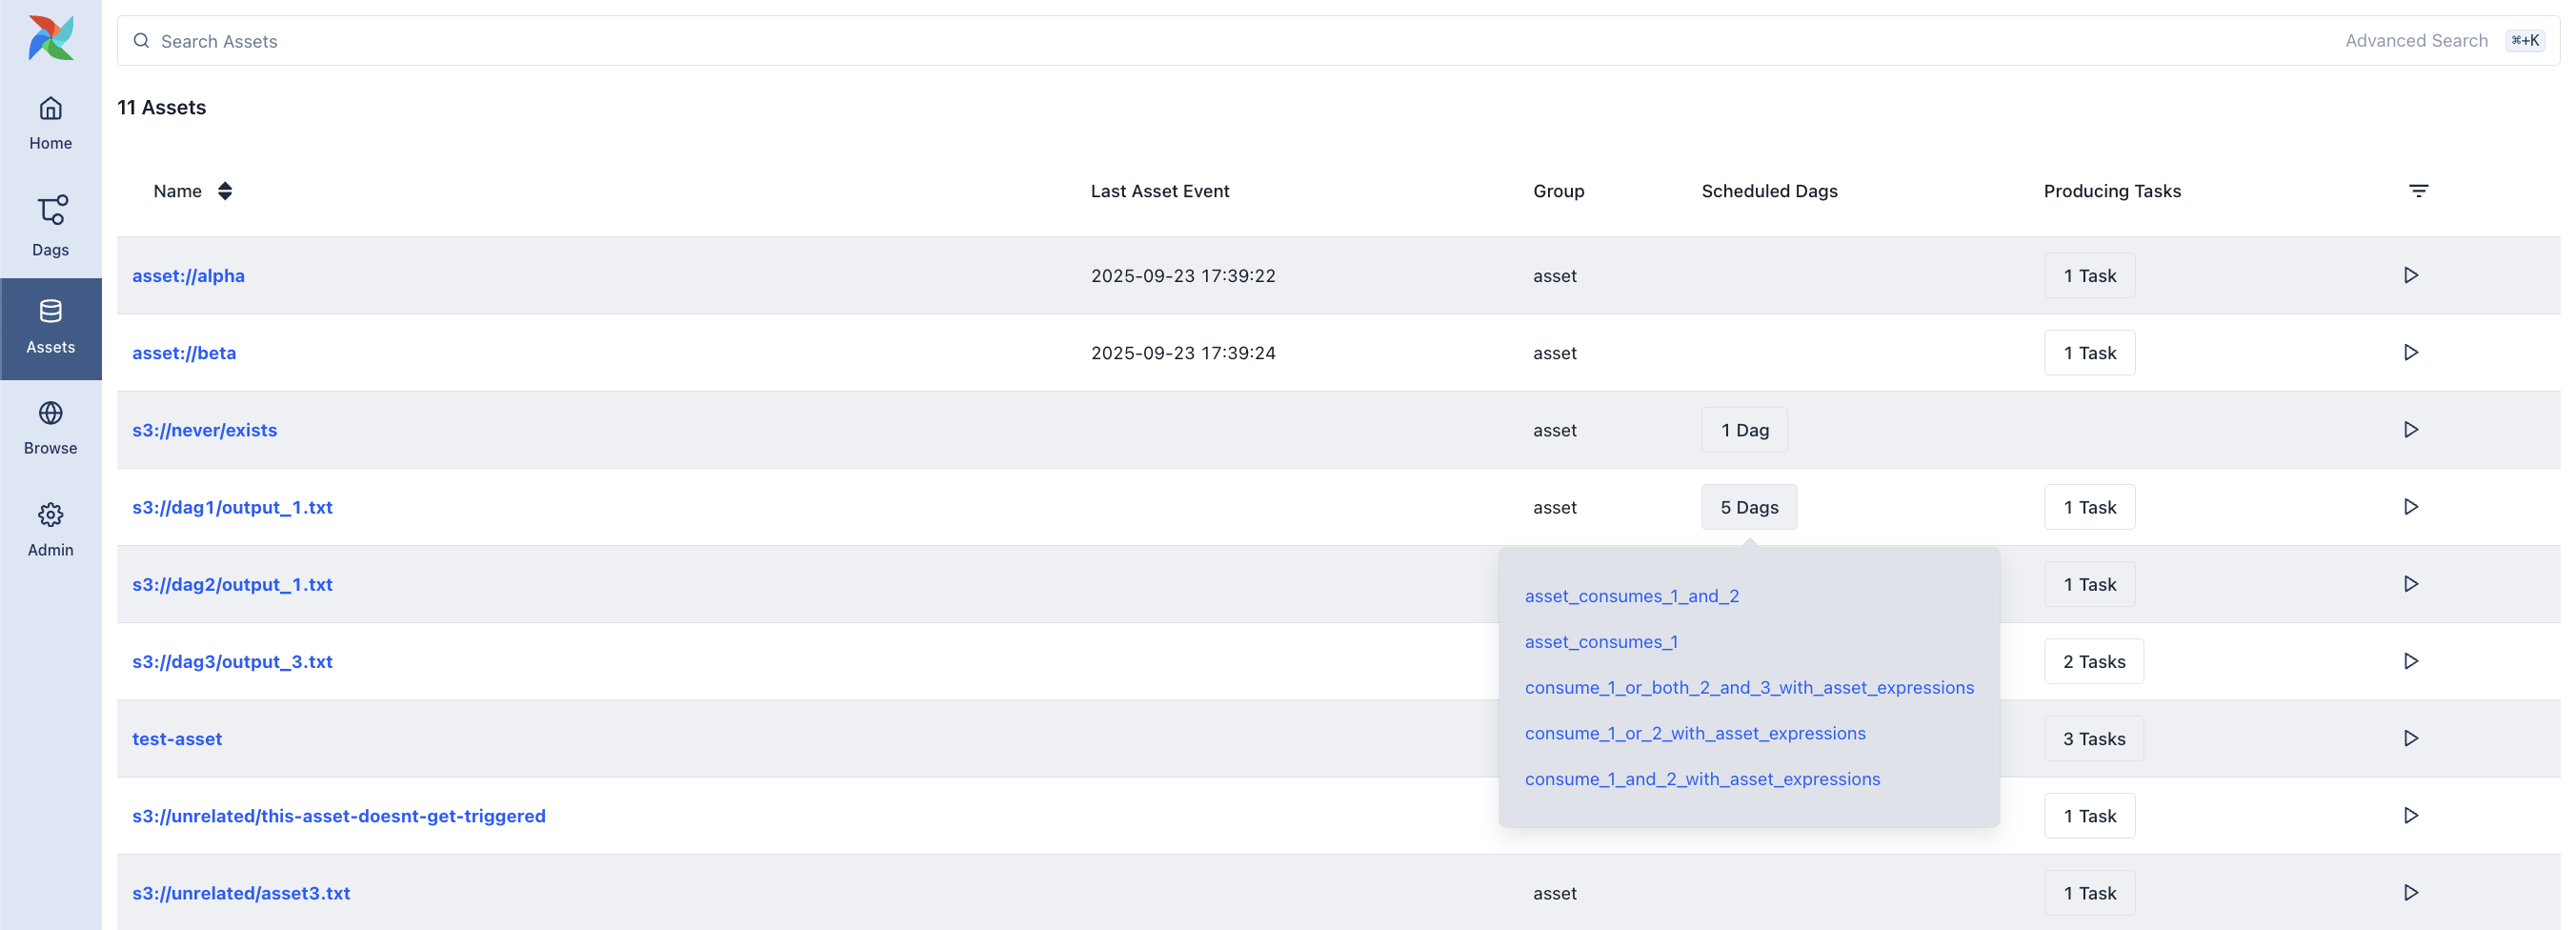 Search Assets Advanced Search ⌘+K
11 Assets
Home
Dags
Assets
Browse
Admin
Name Last Asset Event Group Scheduled Dags Producing Tasks
asset://alpha 2025-09-23 17:39:22 asset 1 Task
asset://beta 2025-09-23 17:39:24 asset 1 Task
s3://never/exists asset 1 Dag
s3://dag1/output_1.txt asset 5 Dags 1 Task
s3://dag2/output_1.txt 1 Task
s3://dag3/output_3.txt 2 Tasks
test-asset 3 Tasks
s3://unrelated/this-asset-doesnt-get-triggered 1 Task
s3://unrelated/asset3.txt asset 1 Task
asset_consumes_1_and_2
asset_consumes_1
consume_1_or_both_2_and_3_with_asset_expressions
consume_1_or_2_with_asset_expressions
consume_1_and_2_with_asset_expressions